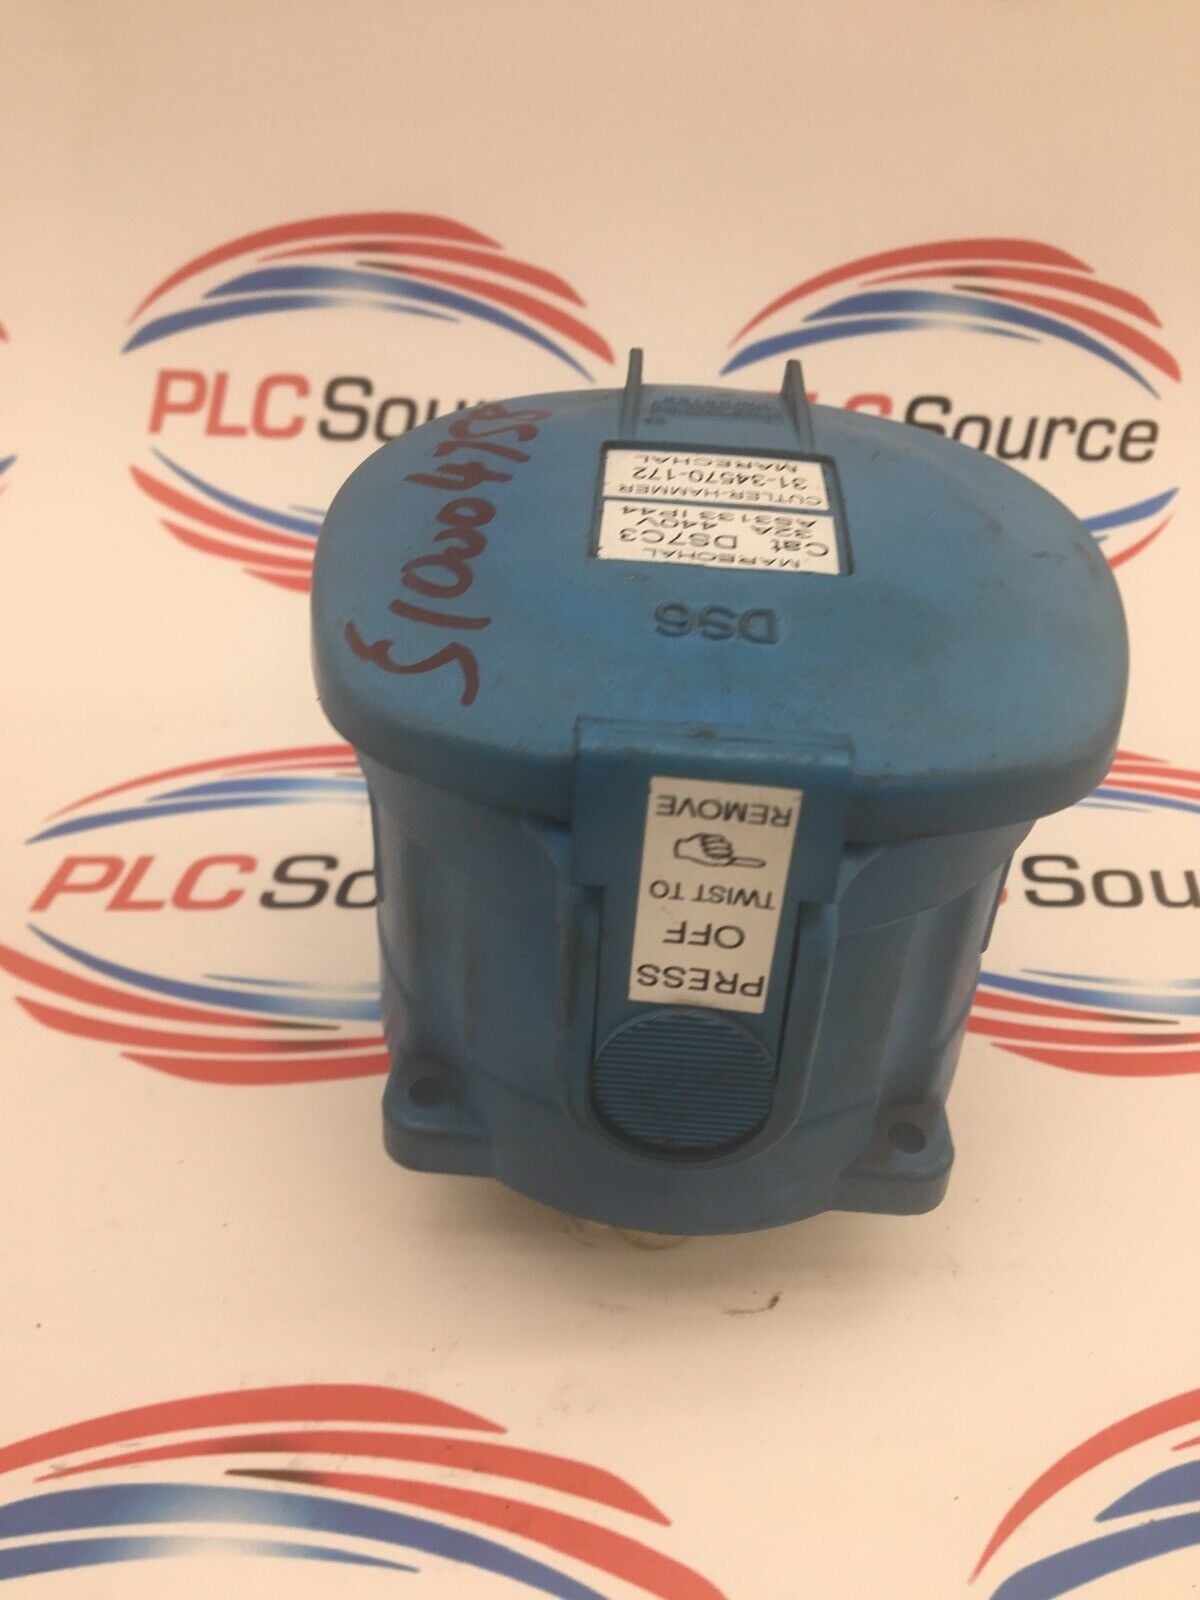 PLC Source
PLC Source
MARECHAL
Cat DS7C3
32A 440V
AS3133 IP44
CUTLER-HAMMER
31-34570-172
MARECHAL
DS6
510004758
REMOVE
TWIST TO
OFF
PRESS
PLC Sou
Sou